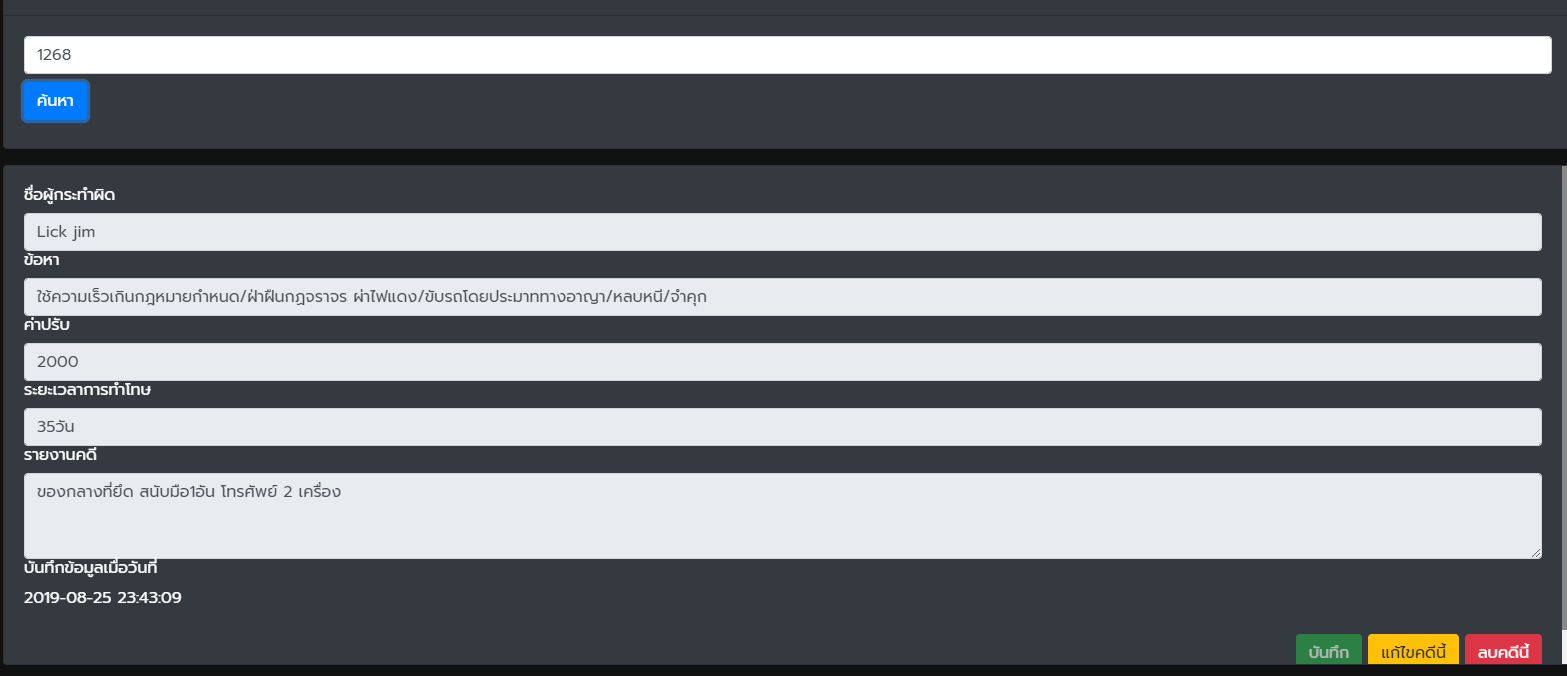 1268
ค้นหา
ชื่อผู้กระทำผิด
Lick jim
ข้อหา
ใช้ความเร็วเกินกฎหมายกำหนด/ฝ่าฝืนกฏจราจร ผ่าไฟแดง/ขับรถโดยประมาททางอาญา/หลบหนี/จำคุก
ค่าปรับ
2000
ระยะเวลาการทำโทษ
35วัน
รายงานคดี
ของกลางที่ยึด สนับมือ1อัน โทรศัพย์ 2 เครื่อง
บันทึกข้อมูลเมื่อวันที่
2019-08-25 23:43:09
บันทึก แก้ไขคดีนี้ ลบคดีนี้